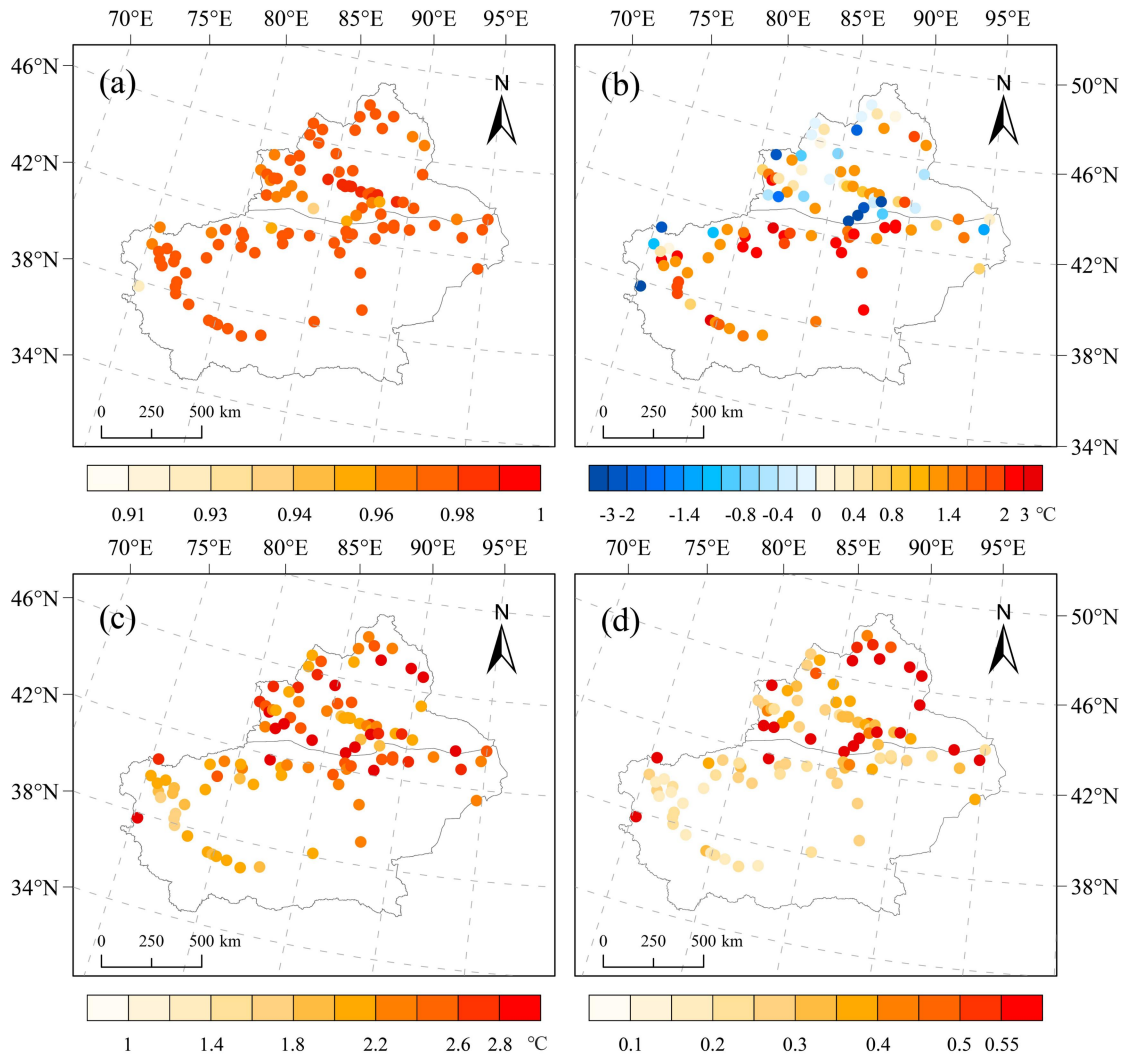 70°E 75°E 80°E 85°E 90°E 95°E
70°E 75°E 80°E 85°E 90°E 95°E
46°N
42°N
38°N
34°N
(a)
N
0 250 500 km
(b)
N
0 250 500 km
50°N
46°N
42°N
38°N
34°N
0.91 0.93 0.94 0.96 0.98 1
-3 -2 -1.4 -0.8 -0.4 0 0.4 0.8 1.4 2 3 ℃
70°E 75°E 80°E 85°E 90°E 95°E
70°E 75°E 80°E 85°E 90°E 95°E
46°N
42°N
38°N
34°N
(c)
N
0 250 500 km
(d)
N
0 250 500 km
50°N
46°N
42°N
38°N
1 1.4 1.8 2.2 2.6 2.8 ℃
0.1 0.2 0.3 0.4 0.5 0.55